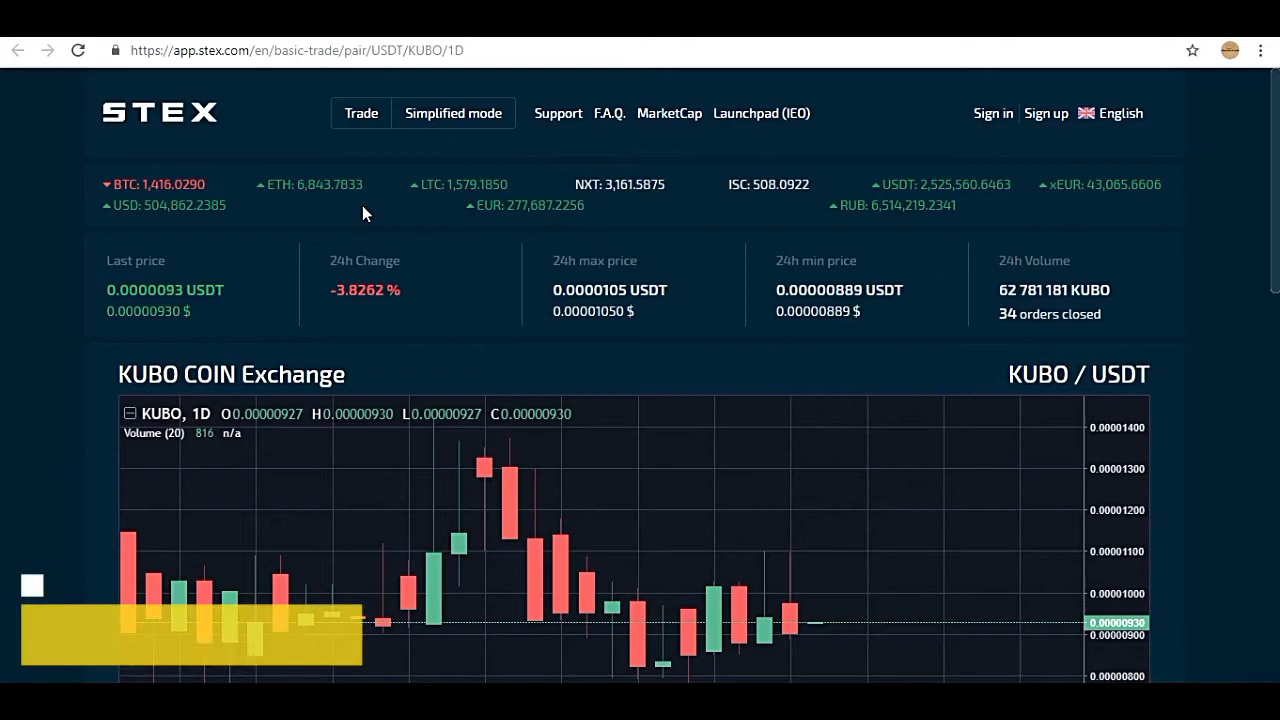 https://app.stex.com/en/basic-trade/pair/USDT/KUBO/1D
STEX
Trade
Simplified mode
Support
F.A.Q.
MarketCap
Launchpad (IEO)
Sign in
Sign up
English
BTC: 1,416.0290
ETH: 6,843.7833
LTC: 1,579.1850
NXT: 3,161.5875
ISC: 508.0922
USDT: 2,525,560.6463
xEUR: 43,065.6606
USD: 504,862.2385
EUR: 277,687.2256
RUB: 6,514,219.2341
Last price
0.0000093 USDT
0.00000930 $
24h Change
-3.8262 %
24h max price
0.0000105 USDT
0.00001050 $
24h min price
0.00000889 USDT
0.00000889 $
24h Volume
62 781 181 KUBO
34 orders closed
KUBO COIN Exchange
KUBO / USDT
KUBO, 1D O0.00000927 H0.00000930 L0.00000927 C0.00000930
Volume (20) 816 n/a
0.00001400
0.00001300
0.00001200
0.00001100
0.00001000
0.00000930
0.00000900
0.00000800